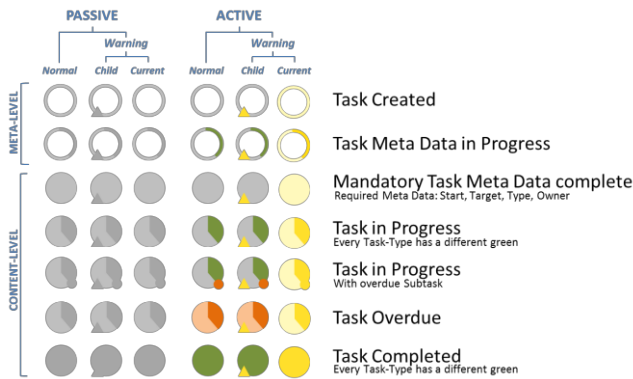 PASSIVE
ACTIVE
Warning
Warning
Normal
Child
Current
Normal
Child
Current
META-LEVEL
Task Created
Task Meta Data in Progress
CONTENT-LEVEL
Mandatory Task Meta Data complete
Required Meta Data: Start, Target, Type, Owner
Task in Progress
Every Task-Type has a different green
Task in Progress
With overdue Subtask
Task Overdue
Task Completed
Every Task-Type has a different green